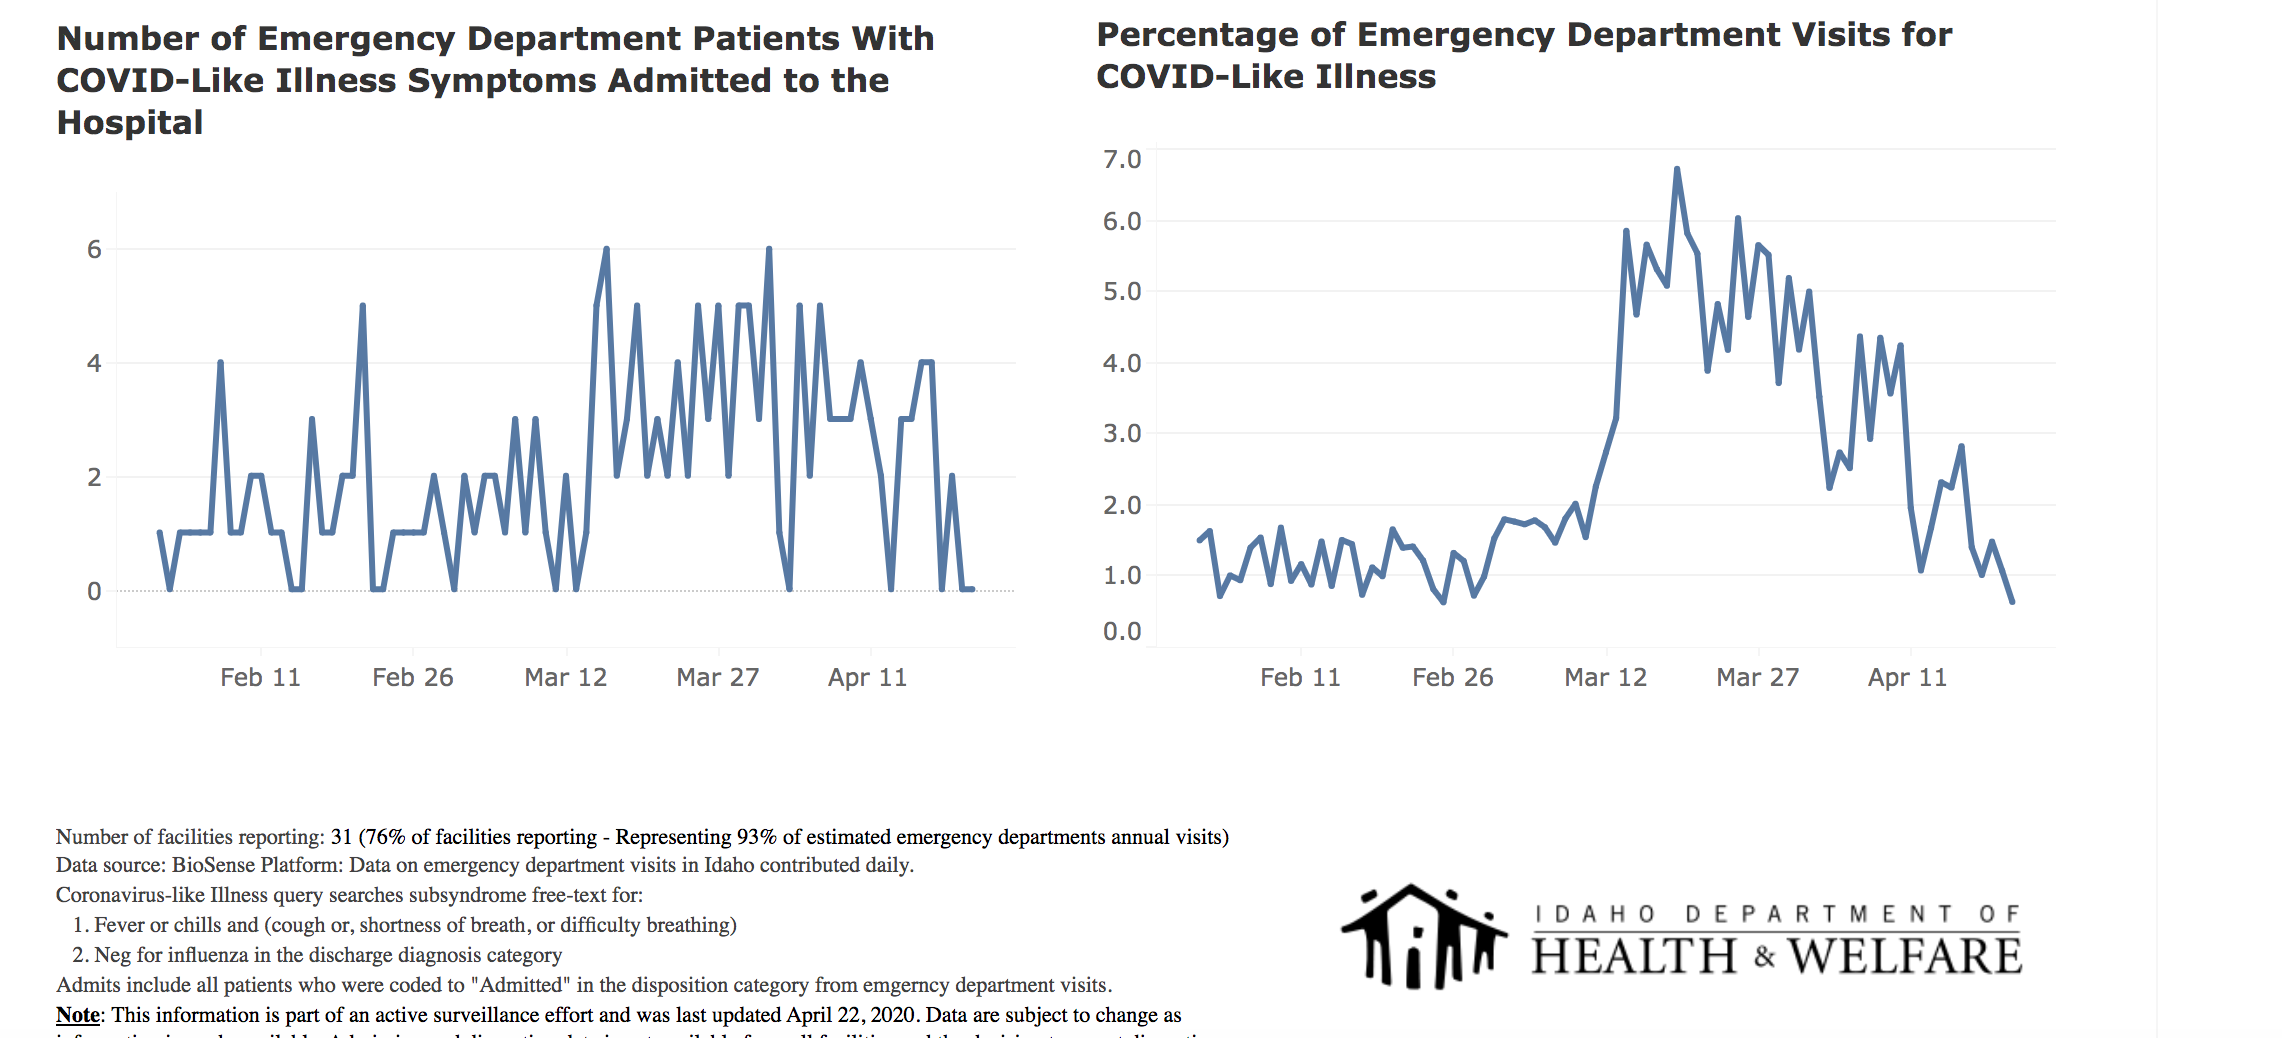 Number of Emergency Department Patients With
COVID-Like Illness Symptoms Admitted to the
Hospital
6
4
2
0
Feb 11 Feb 26 Mar 12 Mar 27 Apr 11
Percentage of Emergency Department Visits for
COVID-Like Illness
7.0
6.0
5.0
4.0
3.0
2.0
1.0
0.0
Feb 11 Feb 26 Mar 12 Mar 27 Apr 11
Number of facilities reporting: 31 (76% of facilities reporting - Representing 93% of estimated emergency departments annual visits)
Data source: BioSense Platform: Data on emergency department visits in Idaho contributed daily.
Coronavirus-like Illness query searches subsyndrome free-text for:
1. Fever or chills and (cough or, shortness of breath, or difficulty breathing)
2. Neg for influenza in the discharge diagnosis category
Admits include all patients who were coded to "Admitted" in the disposition category from emgerncy department visits.
Note: This information is part of an active surveillance effort and was last updated April 22, 2020. Data are subject to change as
IDAHO DEPARTMENT OF
HEALTH & WELFARE